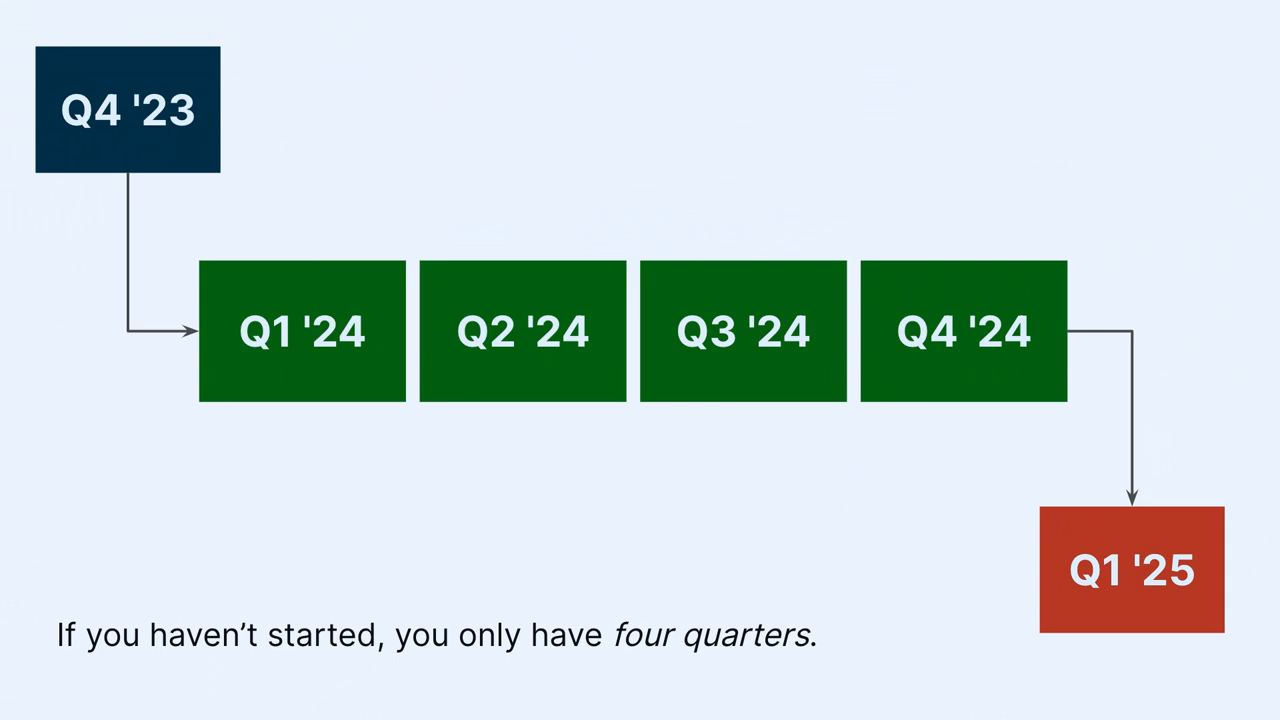 Q4 '23
Q1 '24
Q2 '24
Q3 '24
Q4 '24
Q1 '25
If you haven’t started, you only have four quarters.